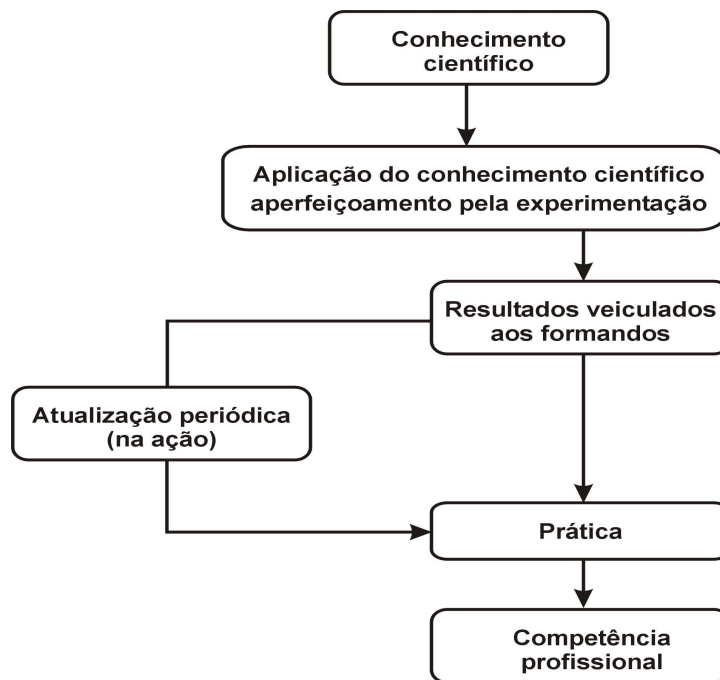 Conhecimento
científico
Aplicação do conhecimento científico
aperfeiçoamento pela experimentação
Resultados veiculados
aos formandos
Atualização periódica
(na ação)
Prática
Competência
profissional